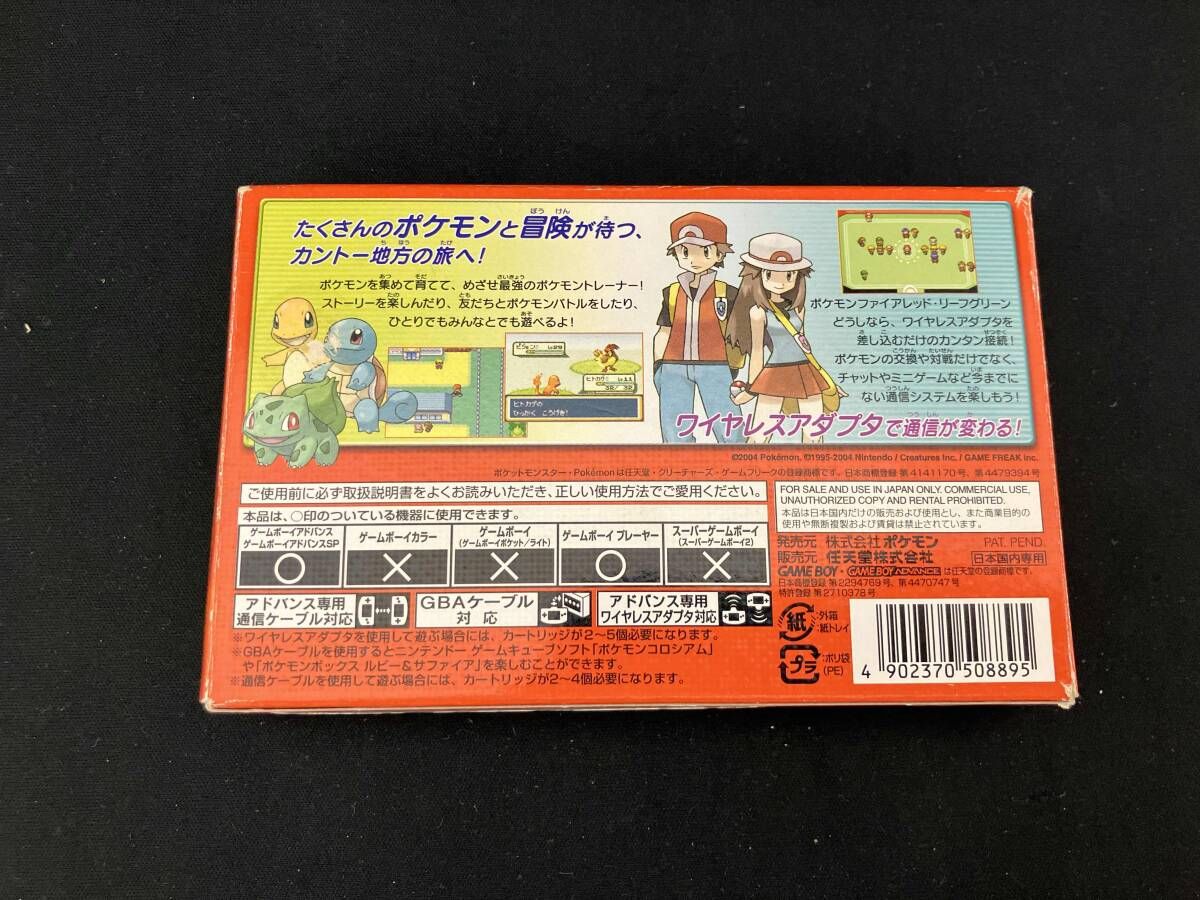 たくさんのポケモンと冒険が待つ、
カントー地方の旅へ!
ポケモンを集めて育てて、めざせ最強のポケモントレーナー!
ストーリーを楽しんだり、友だちとポケモンバトルをしたり、
ひとりでもみんなとでも遊べるよ!
ヒトカゲ♂ Lv11
32/32
ヒトカゲの
ひっかく こうげき!
ポケモンファイアレッド・リーフグリーン
どうしなら、ワイヤレスアダプタを
差し込むだけのカンタン接続!
ポケモンの交換や対戦だけでなく、
チャットやミニゲームなど今までに
ない通信システムを楽しもう!
ワイヤレスアダプタで通信が変わる!
©2004 Pokémon. ©1995-2004 Nintendo / Creatures inc. / GAME FREAK inc.
ポケットモンスター・Pokémonは任天堂・クリーチャーズ・ゲームフリークの登録商標です。日本商標登録 第4141170号、第4479394号
ご使用前に必ず取扱説明書をよくお読みいただき、正しい使用方法でご愛用ください。
本品は、○印のついている機器に使用できます。
ゲームボーイアドバンス
ゲームボーイアドバンスSP
○
ゲームボーイカラー
×
ゲームボーイ
(ゲームボーイポケット/ライト)
×
ゲームボーイ プレーヤー
○
スーパーゲームボーイ
(スーパーゲームボーイ2)
×
アドバンス専用
通信ケーブル対応
GBAケーブル
対応
アドバンス専用
ワイヤレスアダプタ対応
※ワイヤレスアダプタを使用して遊ぶ場合には、カートリッジが2〜5個必要になります。
※GBAケーブルを使用するとニンテンドー ゲームキューブソフト「ポケモンコロシアム」
や「ポケモンボックス ルビー&サファイア」を楽しむことができます。
※通信ケーブルを使用して遊ぶ場合には、カートリッジが2〜4個必要になります。
FOR SALE AND USE IN JAPAN ONLY. COMMERCIAL USE,
UNAUTHORIZED COPY AND RENTAL PROHIBITED.
本品は日本国内だけの販売および使用とし、また商業目的の
使用や無断複製および賃貸は禁止されています。
発売元 株式会社ポケモン PAT. PEND.
販売元 任天堂株式会社 日本国内専用
GAME BOY・GAME BOY ADVANCE は任天堂の登録商標です。
日本商標登録 第2294769号、第4470747号
特許登録 第2710378号
紙
:外箱
:紙トレイ
プラ
:ポリ袋
(PE)
4 902370 508895